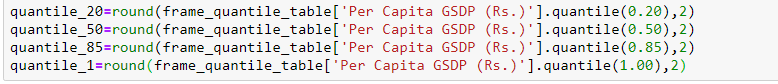 quantile_20=round(frame_quantile_table['Per Capita GSDP (Rs.)'].quantile(0.20),2)
quantile_50=round(frame_quantile_table['Per Capita GSDP (Rs.)'].quantile(0.50),2)
quantile_85=round(frame_quantile_table['Per Capita GSDP (Rs.)'].quantile(0.85),2)
quantile_1=round(frame_quantile_table['Per Capita GSDP (Rs.)'].quantile(1.00),2)